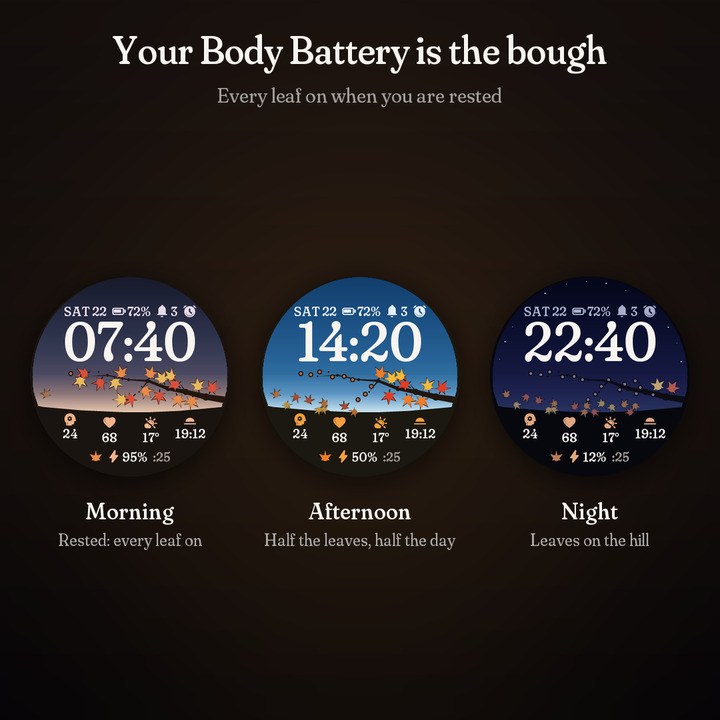 Your Body Battery is the bough
Every leaf on when you are rested
SAT 22 72% 3
07:40
24 68 17° 19:12
95% :25
SAT 22 72% 3
14:20
24 68 17° 19:12
50% :25
SAT 22 72% 3
22:40
24 68 17° 19:12
12% :25
Morning
Rested: every leaf on
Afternoon
Half the leaves, half the day
Night
Leaves on the hill